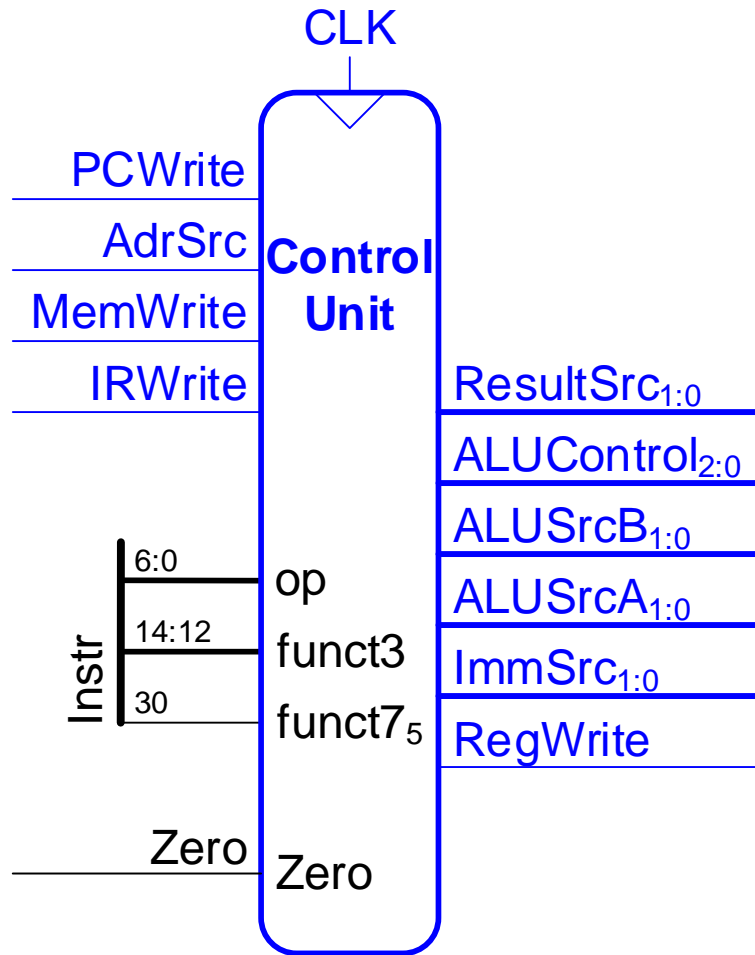 CLK
PCWrite
AdrSrc
MemWrite
IRWrite
Control
Unit
ResultSrc1:0
ALUControl2:0
ALUSrcB1:0
ALUSrcA1:0
ImmSrc1:0
RegWrite
Instr
6:0
op
14:12
funct3
30
funct75
Zero
Zero